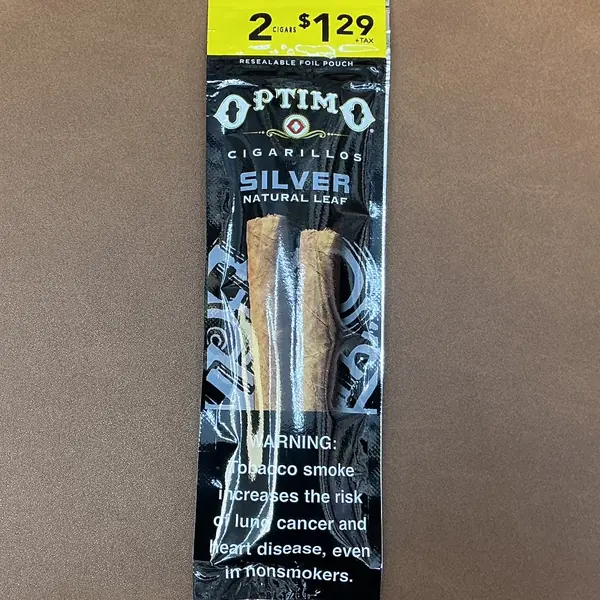 2 CIGARS $1.29
+TAX
RESEALABLE FOIL POUCH
OPTIMO
CIGARILLOS
SILVER
NATURAL LEAF
WARNING:
Tobacco smoke
increases the risk
of lung cancer and
heart disease, even
in nonsmokers.